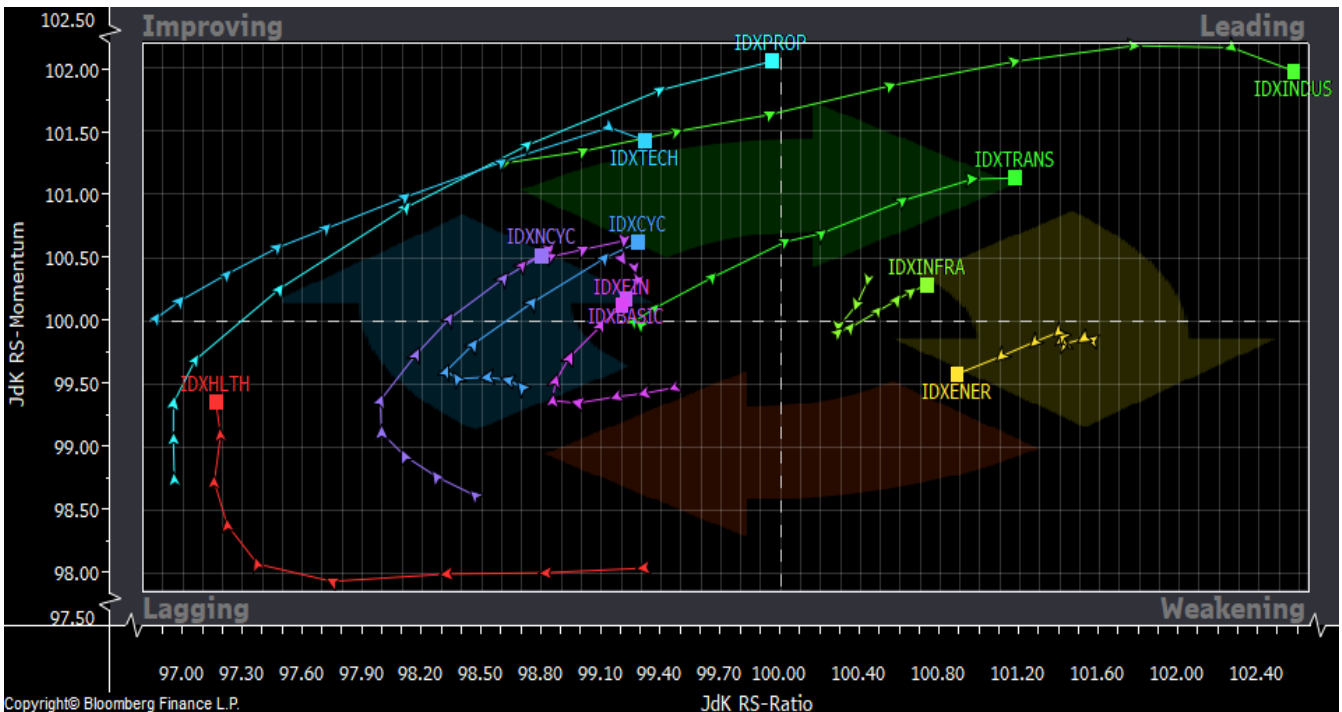 102.50
Improving
Leading
IDXPROP
102.00
IDXINDUS
101.50
IDXTECH
IDXTRANS
101.00
IDXNCYC
IDXCYC
100.50
IDXINFRA
IDXFIN
IDXBASIC
100.00
JdK RS-Momentum
99.50
IDXHLTH
IDXENER
99.00
98.50
98.00
97.50
Lagging
Weakening
97.00 97.30 97.60 97.90 98.20 98.50 98.80 99.10 99.40 99.70 100.00 100.40 100.80 101.20 101.60 102.00 102.40
Copyright© Bloomberg Finance L.P.
JdK RS-Ratio